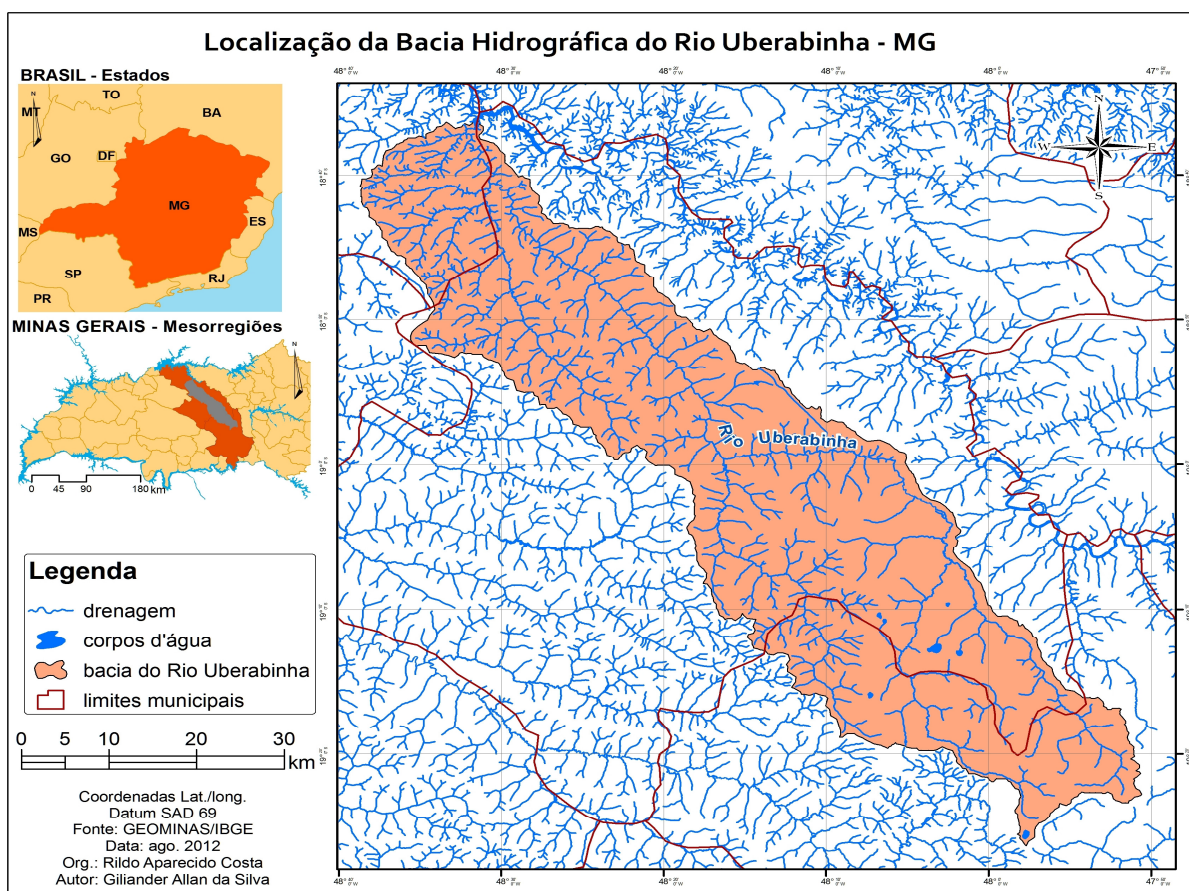 Localização da Bacia Hidrográfica do Rio Uberabinha - MG
BRASIL - Estados
N
TO
MT
BA
GO
DF
MG
ES
MS
SP
RJ
PR
MINAS GERAIS - Mesorregiões
N
0 45 90 180 km
Legenda
drenagem
corpos d'água
bacia do Rio Uberabinha
limites municipais
0 5 10 20 30
km
Coordenadas Lat./long.
Datum SAD 69
Fonte: GEOMINAS/IBGE
Data: ago. 2012
Org.: Rildo Aparecido Costa
Autor: Giliander Allan da Silva
N
W E
S
Rio Uberabinha